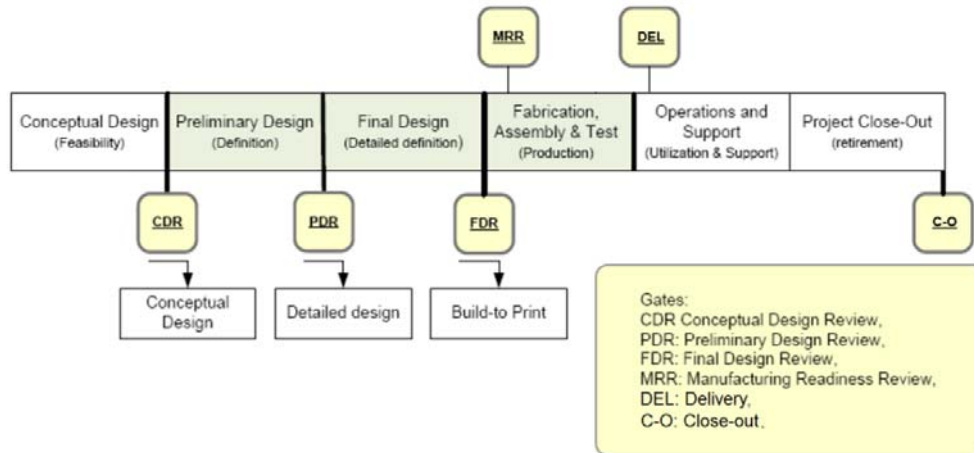 MRR
DEL
Conceptual Design
(Feasibility)
Preliminary Design
(Definition)
Final Design
(Detailed definition)
Fabrication,
Assembly & Test
(Production)
Operations and
Support
(Utilization & Support)
Project Close-Out
(retirement)
CDR
PDR
FDR
C-O
Conceptual
Design
Detailed design
Build-to Print
Gates:
CDR Conceptual Design Review,
PDR: Preliminary Design Review,
FDR: Final Design Review,
MRR: Manufacturing Readiness Review,
DEL: Delivery,
C-O: Close-out,